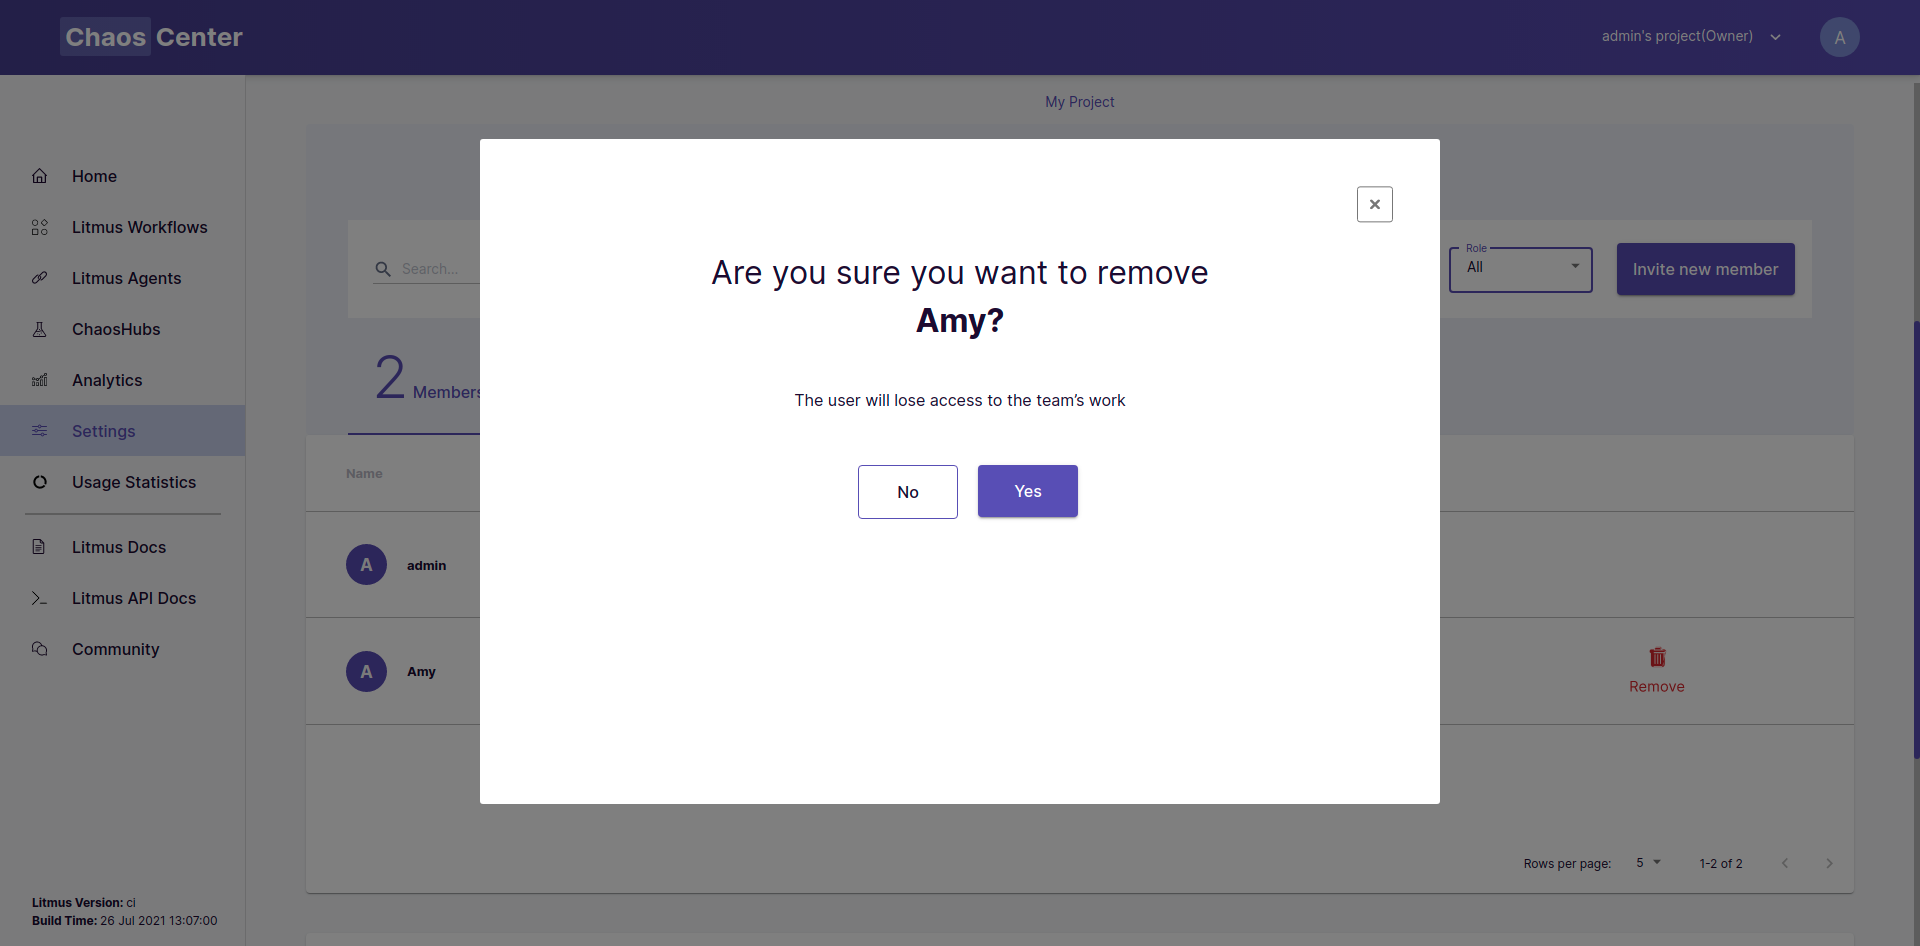 Chaos Center
admin's project(Owner)
A
My Project
Home
Litmus Workflows
Litmus Agents
ChaosHubs
Analytics
Settings
Usage Statistics
Litmus Docs
Litmus API Docs
Community
Search...
Role
All
Invite new member
2 Members
Name
A admin
A Amy
Remove
Are you sure you want to remove
Amy?
The user will lose access to the team’s work
No
Yes
Rows per page: 5 1-2 of 2
Litmus Version: ci
Build Time: 26 Jul 2021 13:07:00